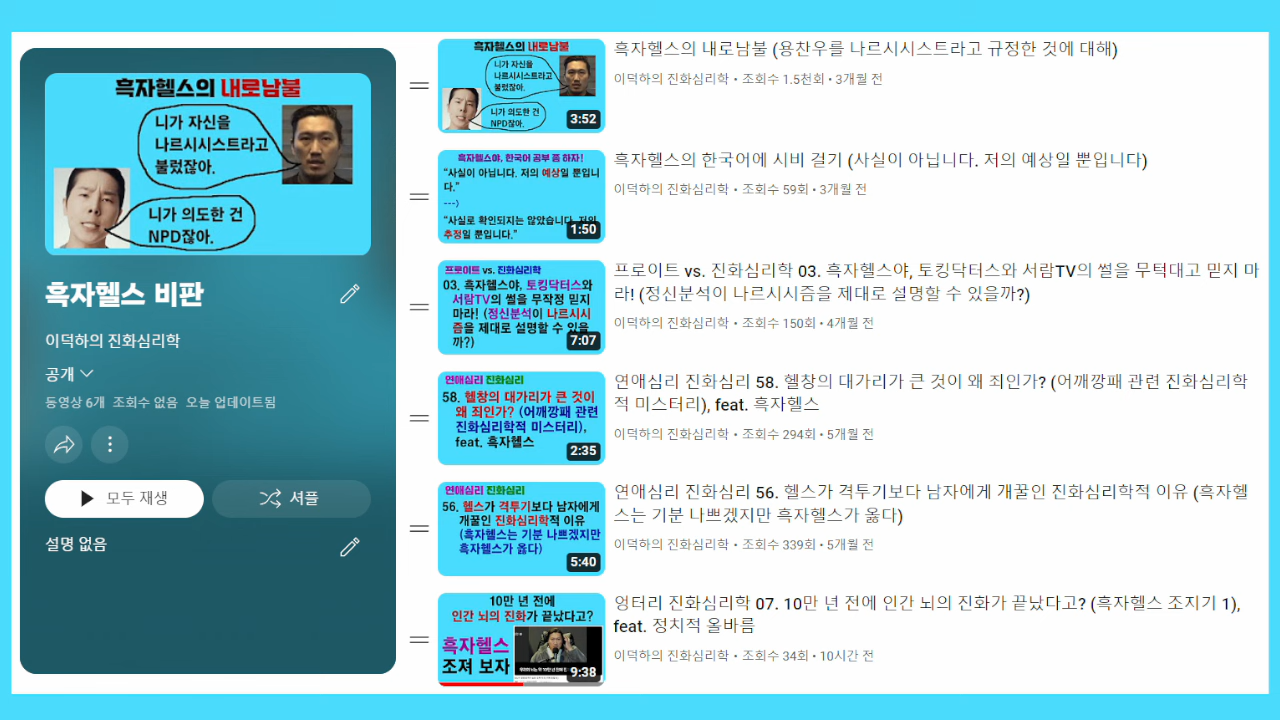 흑자헬스의 내로남불
니가 자신을
나르시시스트라고
불렀잖아.
니가 의도한 건
NPD잖아.
흑자헬스 비판
이덕하의 진화심리학
공개
동영상 6개 조회수 없음 오늘 업데이트됨
모두 재생
셔플
설명 없음
흑자헬스의 내로남불
니가 자신을
나르시시스트라고
불렀잖아.
니가 의도한 건
NPD잖아.
3:52
흑자헬스의 내로남불 (용찬우를 나르시시스트라고 규정한 것에 대해)
이덕하의 진화심리학 • 조회수 1.5천회 • 3개월 전
흑자헬스야, 한국어 공부 좀 하자!
“사실이 아닙니다. 저의 예상일 뿐입니
다.”
---〉
“사실로 확인되지는 않았습니다. 저의
추정일 뿐입니다.”
1:50
흑자헬스의 한국어에 시비 걸기 (사실이 아닙니다. 저의 예상일 뿐입니다)
이덕하의 진화심리학 • 조회수 59회 • 3개월 전
프로이트 vs. 진화심리학
03. 흑자헬스야, 토킹닥터스와
서람TV의 썰을 무작정 믿지
마라! (정신분석이 나르시시
즘을 제대로 설명할 수 있을
까?)
7:07
프로이트 vs. 진화심리학 03. 흑자헬스야, 토킹닥터스와 서람TV의 썰을 무턱대고 믿지 마
라! (정신분석이 나르시시즘을 제대로 설명할 수 있을까?)
이덕하의 진화심리학 • 조회수 150회 • 4개월 전
연애심리 진화심리
58. 헬창의 대가리가 큰 것이
왜 죄인가? (어깨깡패 관련
진화심리학적 미스터리),
feat. 흑자헬스
2:35
연애심리 진화심리 58. 헬창의 대가리가 큰 것이 왜 죄인가? (어깨깡패 관련 진화심리학
적 미스터리), feat. 흑자헬스
이덕하의 진화심리학 • 조회수 294회 • 5개월 전
연애심리 진화심리
56. 헬스가 격투기보다 남자에게
개꿀인 진화심리학적 이유
(흑자헬스는 기분 나쁘겠지만
흑자헬스가 옳다)
5:40
연애심리 진화심리 56. 헬스가 격투기보다 남자에게 개꿀인 진화심리학적 이유 (흑자헬
스는 기분 나쁘겠지만 흑자헬스가 옳다)
이덕하의 진화심리학 • 조회수 339회 • 5개월 전
10만 년 전에
인간 뇌의 진화가 끝났다고?
흑자헬스
조져 보자
9:38
엉터리 진화심리학 07. 10만 년 전에 인간 뇌의 진화가 끝났다고? (흑자헬스 조지기 1),
feat. 정치적 올바름
이덕하의 진화심리학 • 조회수 34회 • 10시간 전